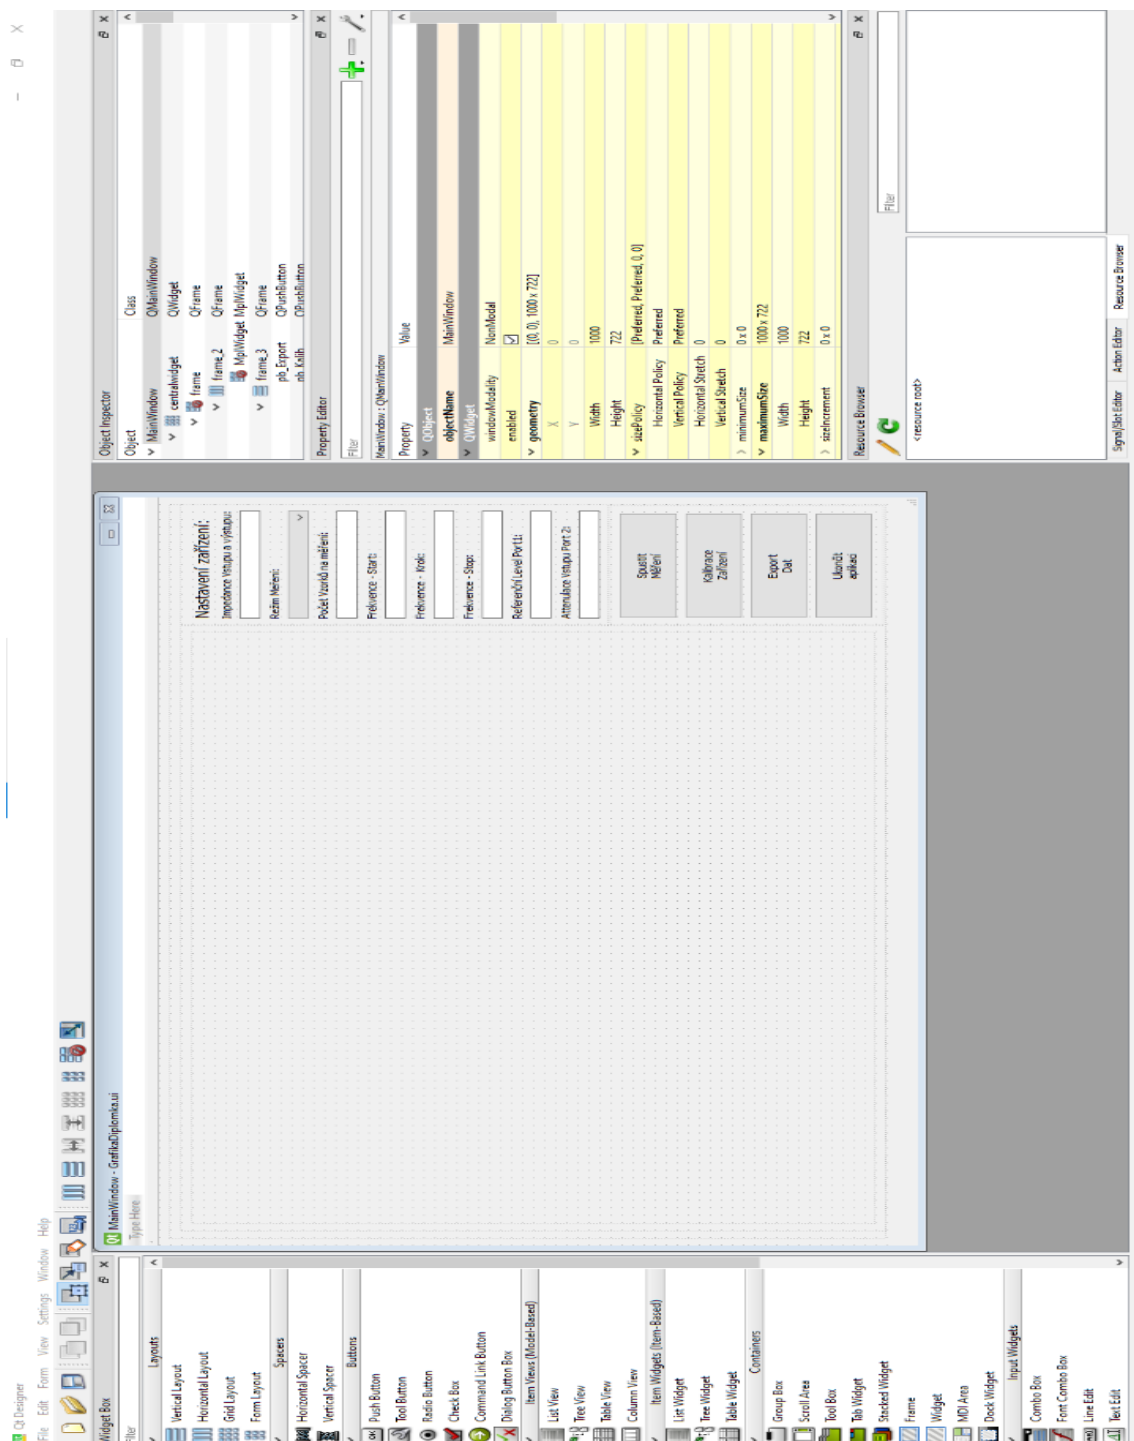 Qt Designer
File Edit Form View Settings Window Help
Widget Box
Filter
Layouts
Vertical Layout
Horizontal Layout
Grid Layout
Form Layout
Spacers
Horizontal Spacer
Vertical Spacer
Buttons
Push Button
Tool Button
Radio Button
Check Box
Command Link Button
Dialog Button Box
Item Views (Model-Based)
List View
Tree View
Table View
Column View
Item Widgets (Item-Based)
List Widget
Tree Widget
Table Widget
Containers
Group Box
Scroll Area
Tool Box
Tab Widget
Stacked Widget
Frame
Widget
MDI Area
Dock Widget
Input Widgets
Combo Box
Font Combo Box
Line Edit
Text Edit
MainWindow - GrafikaDiplomka.ui
Type Here
Nastavení zařízení:
Impedance Vstupu a výstupu:
Režim Měření:
Počet Vzorků na měření:
Frekvence - Start:
Frekvence - Krok:
Frekvence - Stop:
Referenční Level Port1:
Attenulace Vstupu Port 2:
Spustit
Měření
Kalibrace
Zařízení
Export
Dat
Ukončit
aplikaci
Object Inspector
Object Class
MainWindow QMainWindow
centralwidget QWidget
frame QFrame
frame_2 QFrame
MplWidget MplWidget
frame_3 QFrame
pb_Export QPushButton
pb_Kalib QPushButton
Property Editor
Filter
MainWindow : QMainWindow
Property Value
QObject
objectName MainWindow
QWidget
windowModality NonModal
enabled
geometry [(0, 0), 1000 x 722]
X 0
Y 0
Width 1000
Height 722
sizePolicy [Preferred, Preferred, 0, 0]
Horizontal Policy Preferred
Vertical Policy Preferred
Horizontal Stretch 0
Vertical Stretch 0
minimumSize 0 x 0
maximumSize 1000 x 722
Width 1000
Height 722
sizeIncrement 0 x 0
Resource Browser
Filter
<resource root>
Signal/Slot Editor Action Editor Resource Browser